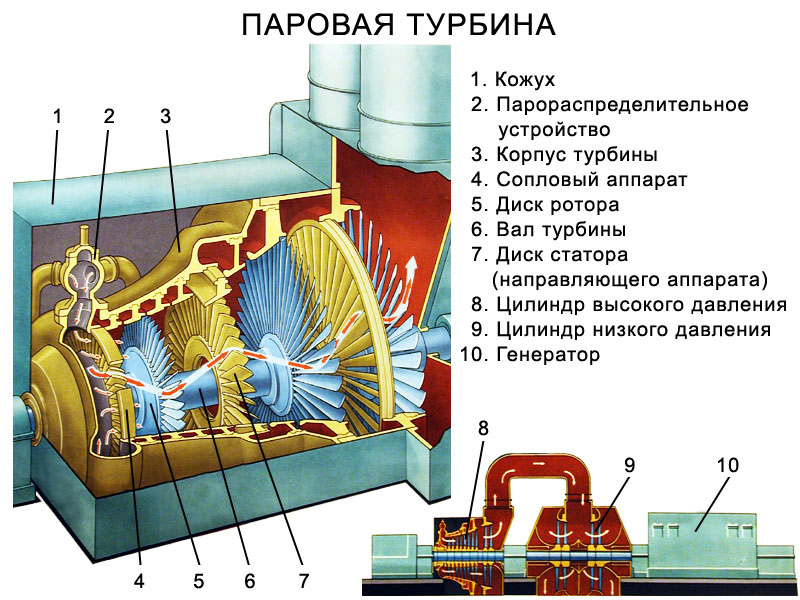 ПАРОВАЯ ТУРБИНА
1 2 3
1. Кожух
2. Парораспределительное
устройство
3. Корпус турбины
4. Сопловый аппарат
5. Диск ротора
6. Вал турбины
7. Диск статора
(направляющего аппарата)
8. Цилиндр высокого давления
9. Цилиндр низкого давления
10. Генератор
8 9 10
4 5 6 7